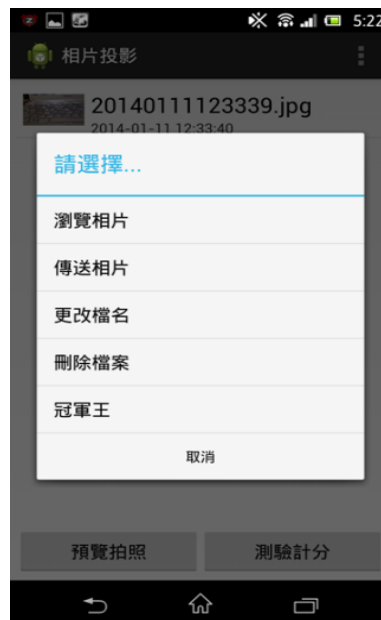 5:22
相片投影
20140111123339.jpg
2014-01-11 12:33:40
請選擇...
瀏覽相片
傳送相片
更改檔名
刪除檔案
冠軍王
取消
預覽拍照
測驗計分